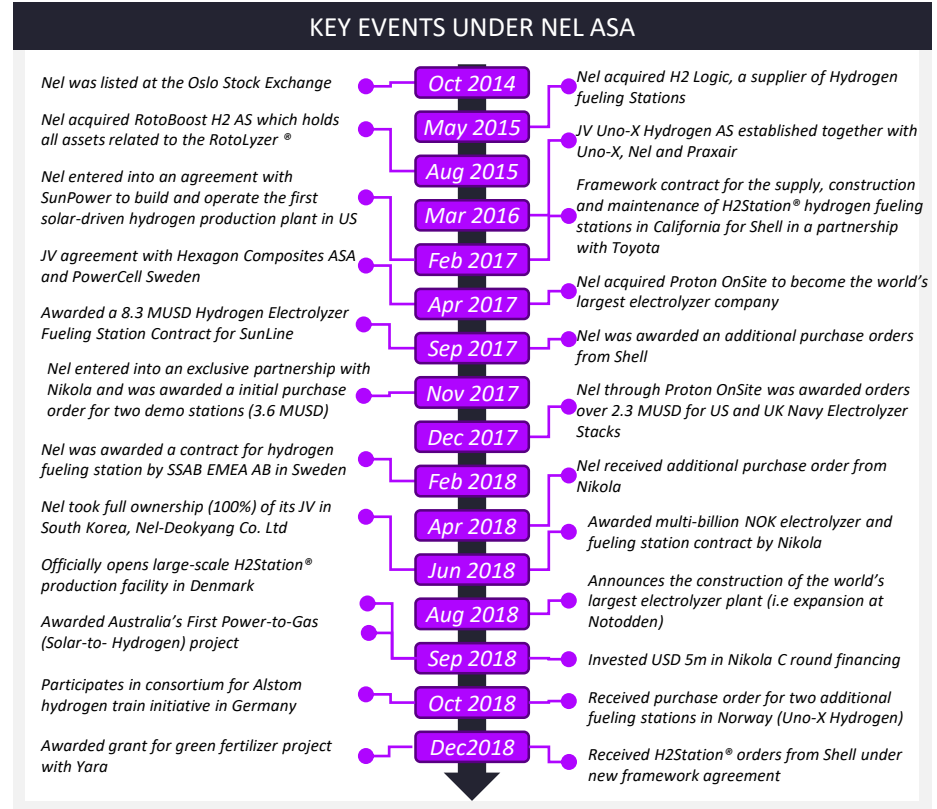 KEY EVENTS UNDER NEL ASA
Nel was listed at the Oslo Stock Exchange
Nel acquired RotoBoost H2 AS which holds
all assets related to the RotoLyzer ®
Nel entered into an agreement with
SunPower to build and operate the first
solar-driven hydrogen production plant in US
JV agreement with Hexagon Composites ASA
and PowerCell Sweden
Awarded a 8.3 MUSD Hydrogen Electrolyzer
Fueling Station Contract for SunLine
Nel entered into an exclusive partnership with
Nikola and was awarded a initial purchase
order for two demo stations (3.6 MUSD)
Nel was awarded a contract for hydrogen
fueling station by SSAB EMEA AB in Sweden
Nel took full ownership (100%) of its JV in
South Korea, Nel-Deokyang Co. Ltd
Officially opens large-scale H2Station®
production facility in Denmark
Awarded Australia's First Power-to-Gas
(Solar-to- Hydrogen) project
Participates in consortium for Alstom
hydrogen train initiative in Germany
Awarded grant for green fertilizer project
with Yara
Oct 2014
May 2015
Aug 2015
Mar 2016
Feb 2017
Apr 2017
Sep 2017
Nov 2017
Dec 2017
Feb 2018
Apr 2018
Jun 2018
Aug 2018
Sep 2018
Oct 2018
Dec2018
Nel acquired H2 Logic, a supplier of Hydrogen
fueling Stations
JV Uno-X Hydrogen AS established together with
Uno-X, Nel and Praxair
Framework contract for the supply, construction
and maintenance of H2Station® hydrogen fueling
stations in California for Shell in a partnership
with Toyota
Nel acquired Proton OnSite to become the world's
largest electrolyzer company
Nel was awarded an additional purchase orders
from Shell
Nel through Proton OnSite was awarded orders
over 2.3 MUSD for US and UK Navy Electrolyzer
Stacks
Nel received additional purchase order from
Nikola
Awarded multi-billion NOK electrolyzer and
fueling station contract by Nikola
Announces the construction of the world's
largest electrolyzer plant (i.e expansion at
Notodden)
Invested USD 5m in Nikola C round financing
Received purchase order for two additional
fueling stations in Norway (Uno-X Hydrogen)
Received H2Station® orders from Shell under
new framework agreement